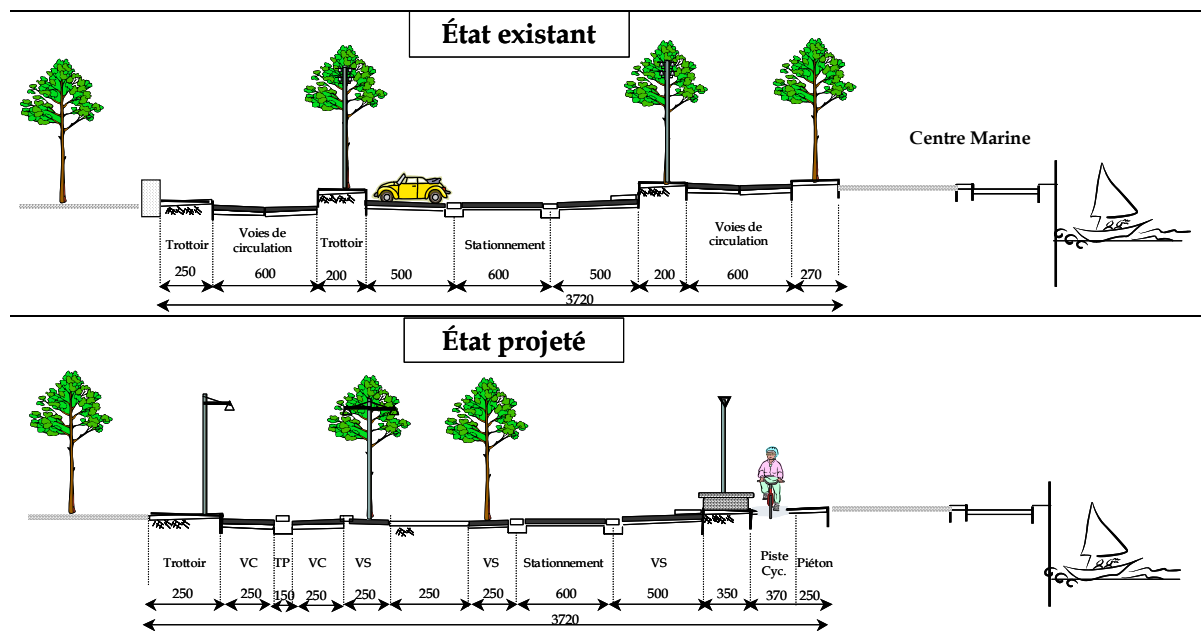 État existant
Centre Marine
Trottoir
Voies de
circulation
Trottoir
Stationnement
Voies de
circulation
250
600
200
500
600
500
200
600
270
3720
État projeté
Trottoir
VC
TP
VC
VS
VS
Stationnement
VS
Piste
Cyc.
Piéton
250
250
150
250
250
250
250
600
500
350
370
250
3720